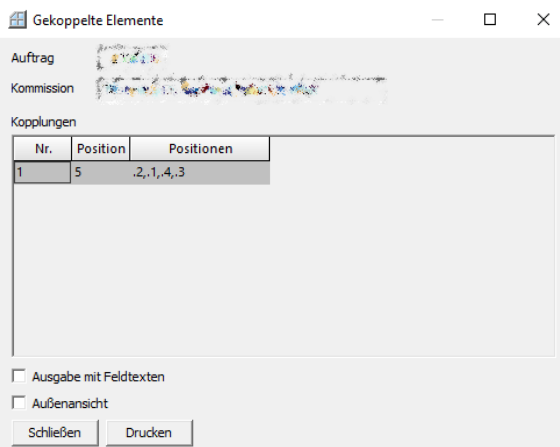 Gekoppelte Elemente
Auftrag
Kommission
Kopplungen
Nr. Position Positionen
1 5 .2,.1,.4,.3
Ausgabe mit Feldtexten
Außenansicht
Schließen Drucken